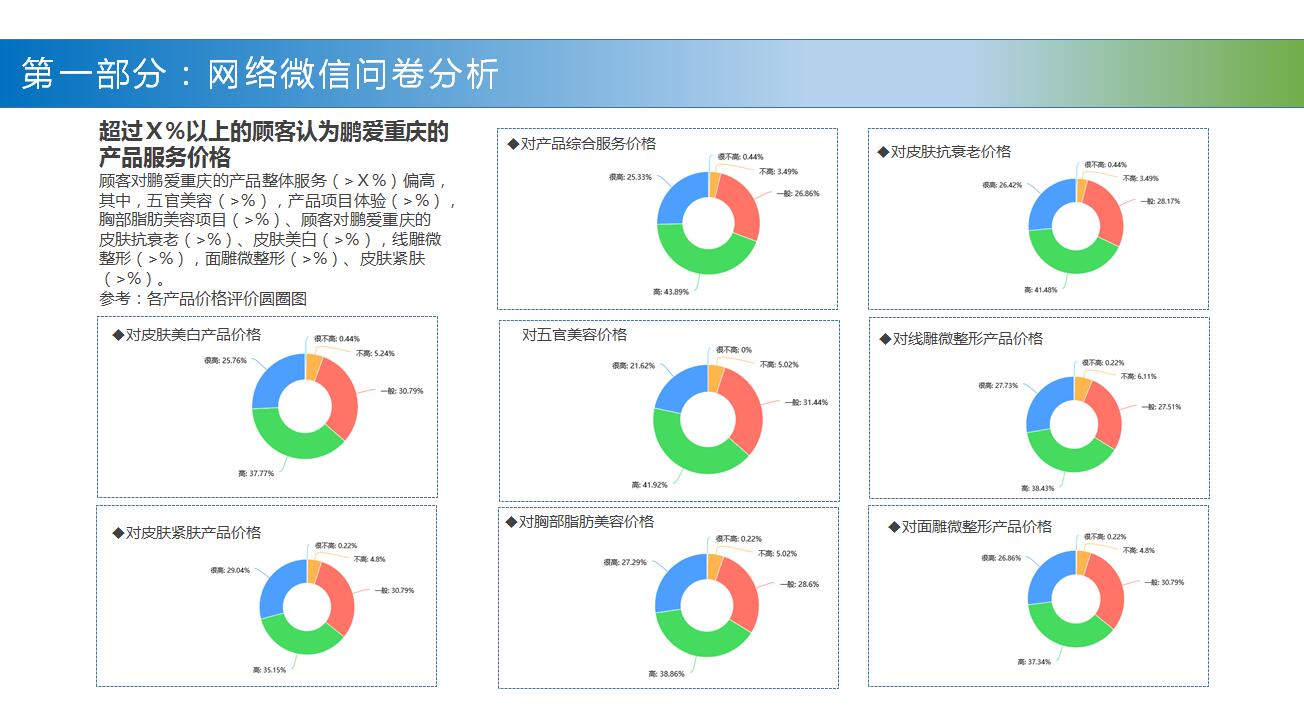 第一部分：网络微信问卷分析
超过Ｘ％以上的顾客认为鹏爱重庆的
产品服务价格
顾客对鹏爱重庆的产品整体服务（>Ｘ%）偏高，
其中，五官美容（>%），产品项目体验（>%），
胸部脂肪美容项目（>%）、顾客对鹏爱重庆的
皮肤抗衰老（>%）、皮肤美白（>%），线雕微
整形（>%），面雕微整形（>%）、皮肤紧肤
（>%）。
参考：各产品价格评价圆圈图
◆对产品综合服务价格
很不高: 0.44%
不高: 3.49%
很高: 25.33%
一般: 26.86%
高: 43.89%
◆对皮肤抗衰老价格
很不高: 0.44%
不高: 3.49%
很高: 26.42%
一般: 28.17%
高: 41.48%
◆对皮肤美白产品价格
很不高: 0.44%
不高: 5.24%
很高: 25.76%
一般: 30.79%
高: 37.77%
对五官美容价格
很不高: 0%
不高: 5.02%
很高: 21.62%
一般: 31.44%
高: 41.92%
◆对线雕微整形产品价格
很不高: 0.22%
不高: 6.11%
很高: 27.73%
一般: 27.51%
高: 38.43%
◆对皮肤紧肤产品价格
很不高: 0.22%
不高: 4.8%
很高: 29.04%
一般: 30.79%
高: 35.15%
◆对胸部脂肪美容价格
很不高: 0.22%
不高: 5.02%
很高: 27.29%
一般: 28.6%
高: 38.86%
◆对面雕微整形产品价格
很不高: 0.22%
不高: 4.8%
很高: 26.86%
一般: 30.79%
高: 37.34%